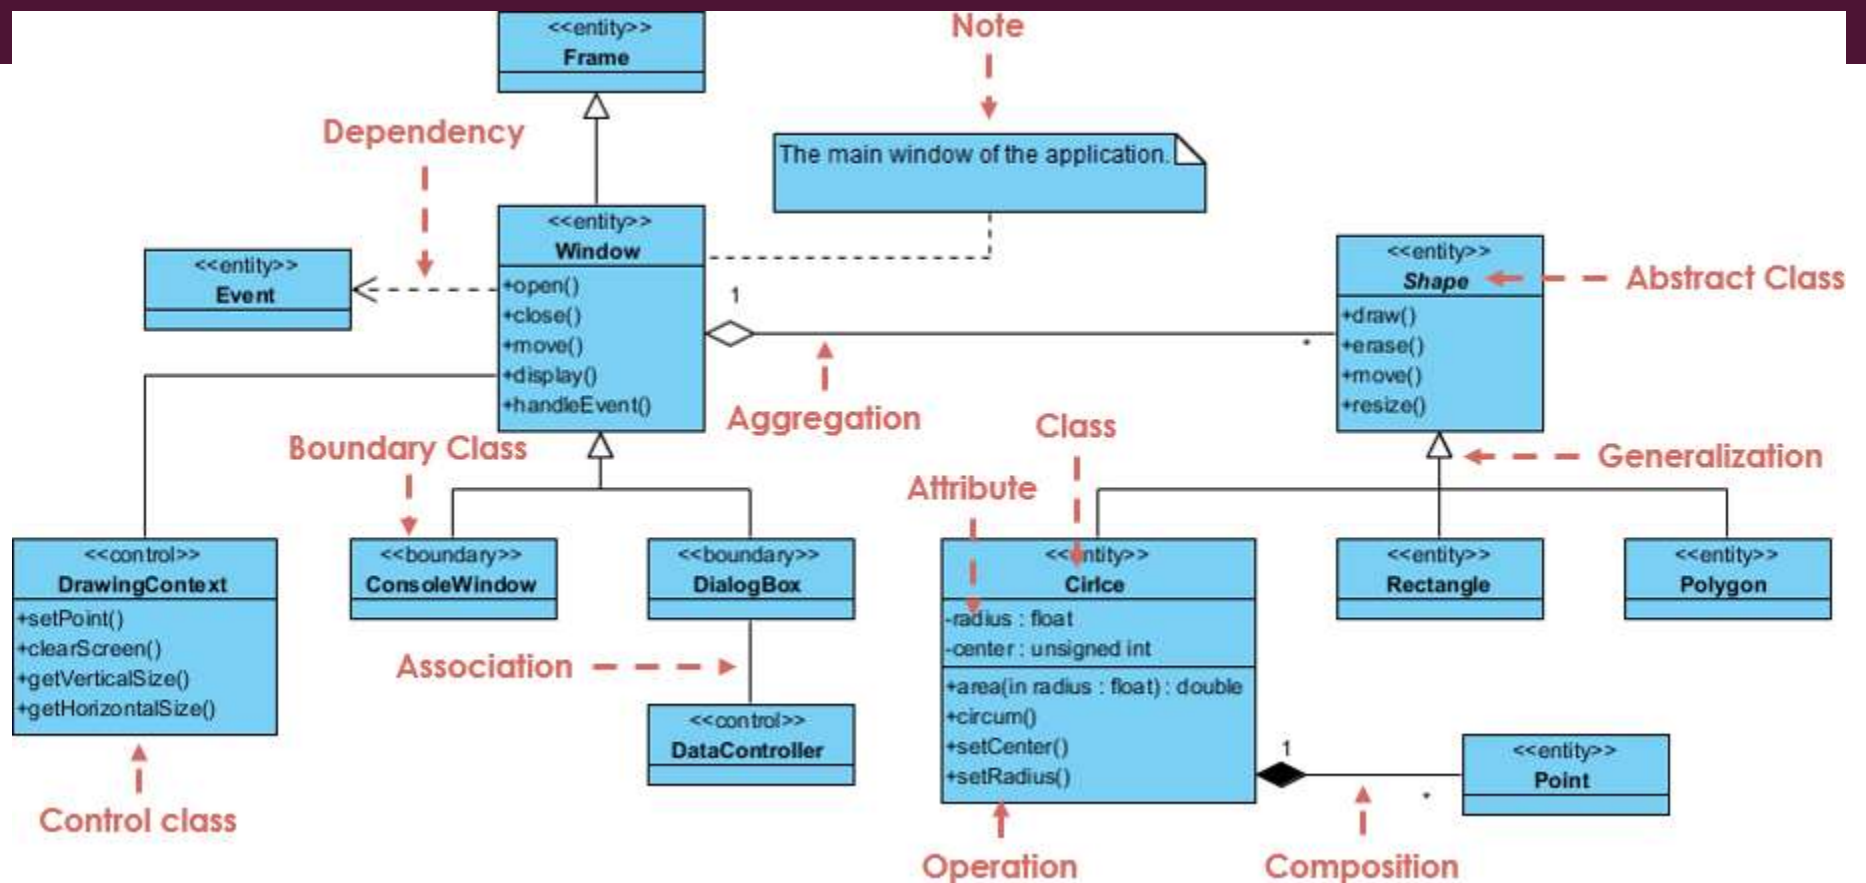 <<entity>>
Frame
Note
Dependency
The main window of the application.
<<entity>>
Window
+open()
+close()
+move()
+display()
+handleEvent()
<<entity>>
Event
1
*
<<entity>>
Shape
+draw()
+erase()
+move()
+resize()
Abstract Class
Aggregation
Class
Boundary Class
Generalization
Attribute
<<control>>
DrawingContext
+setPoint()
+clearScreen()
+getVerticalSize()
+getHorizontalSize()
<<boundary>>
ConsoleWindow
<<boundary>>
DialogBox
<<entity>>
Cirlce
-radius : float
-center : unsigned int
+area(in radius : float) : double
+circum()
+setCenter()
+setRadius()
<<entity>>
Rectangle
<<entity>>
Polygon
Association
<<control>>
DataController
1
*
<<entity>>
Point
Control class
Operation
Composition